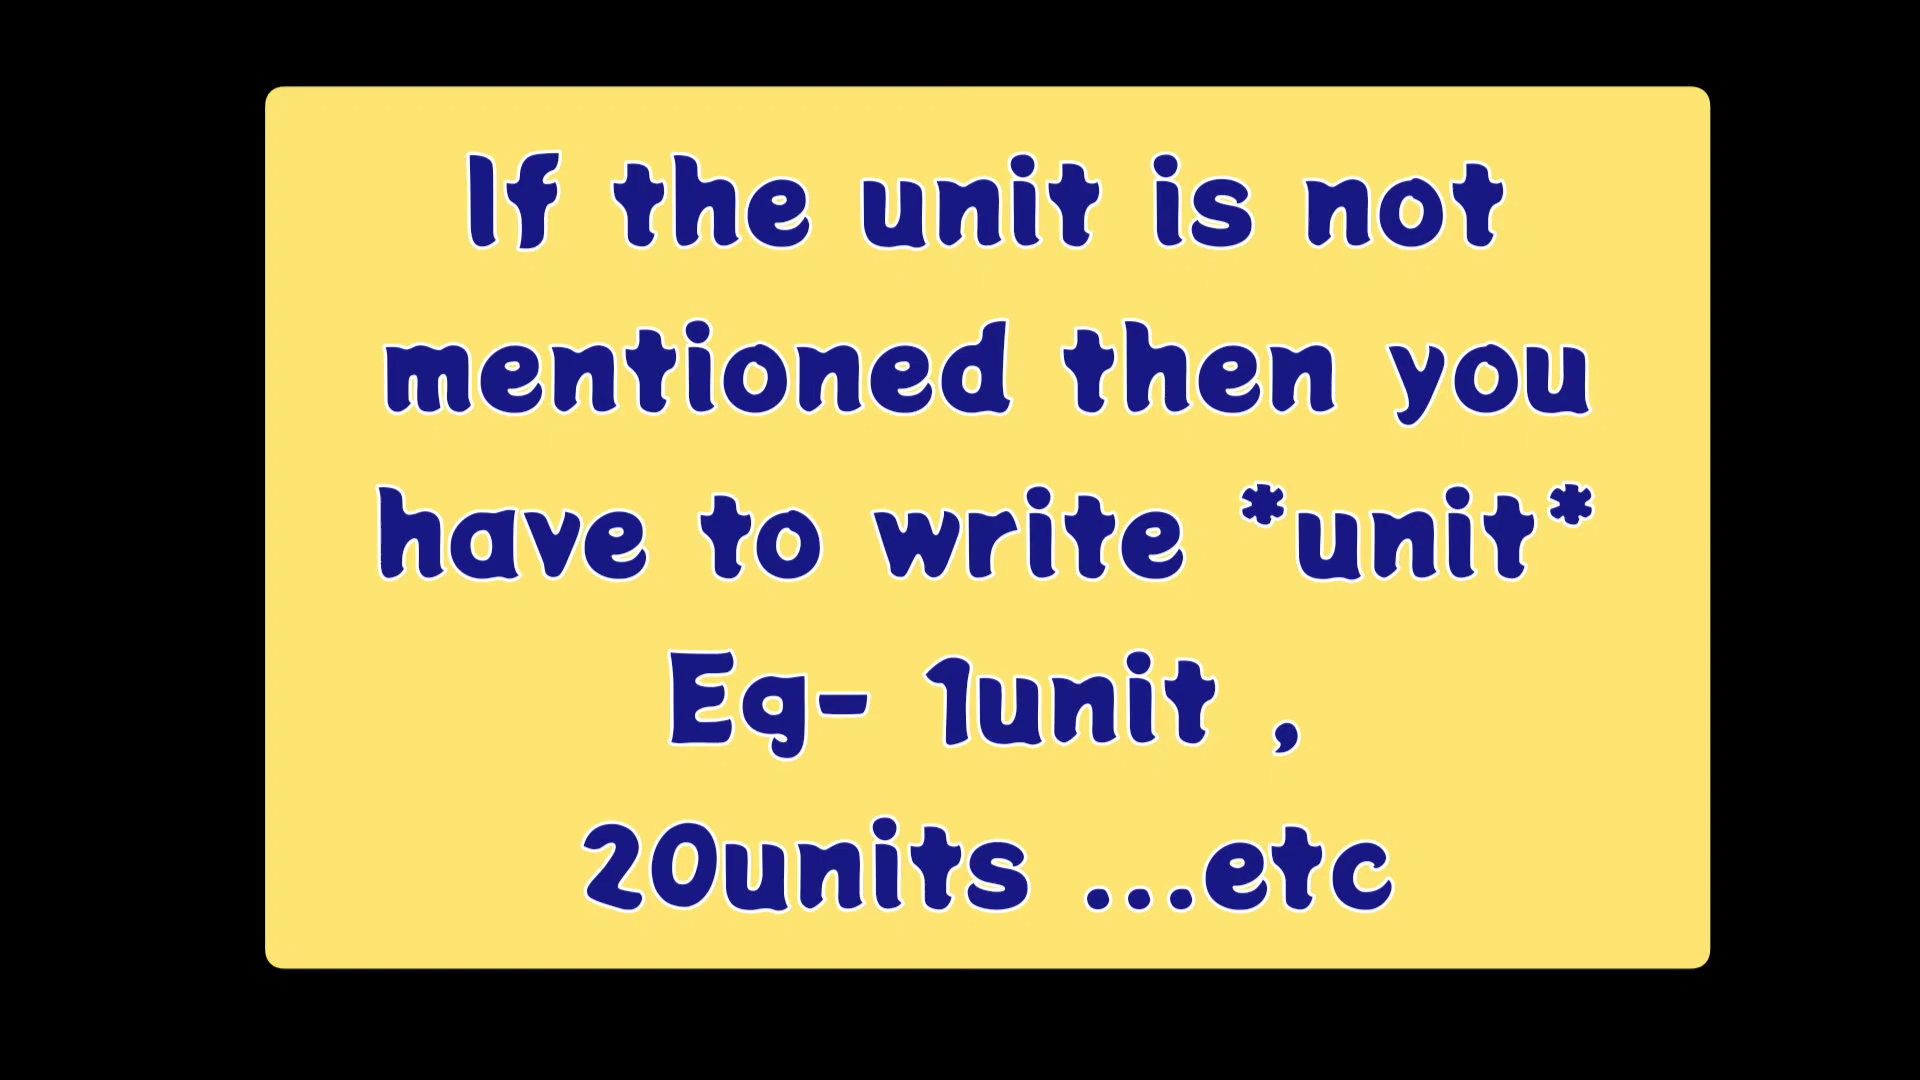 If the unit is not
mentioned then you
have to write *unit*
Eg- 1unit ,
20units ...etc